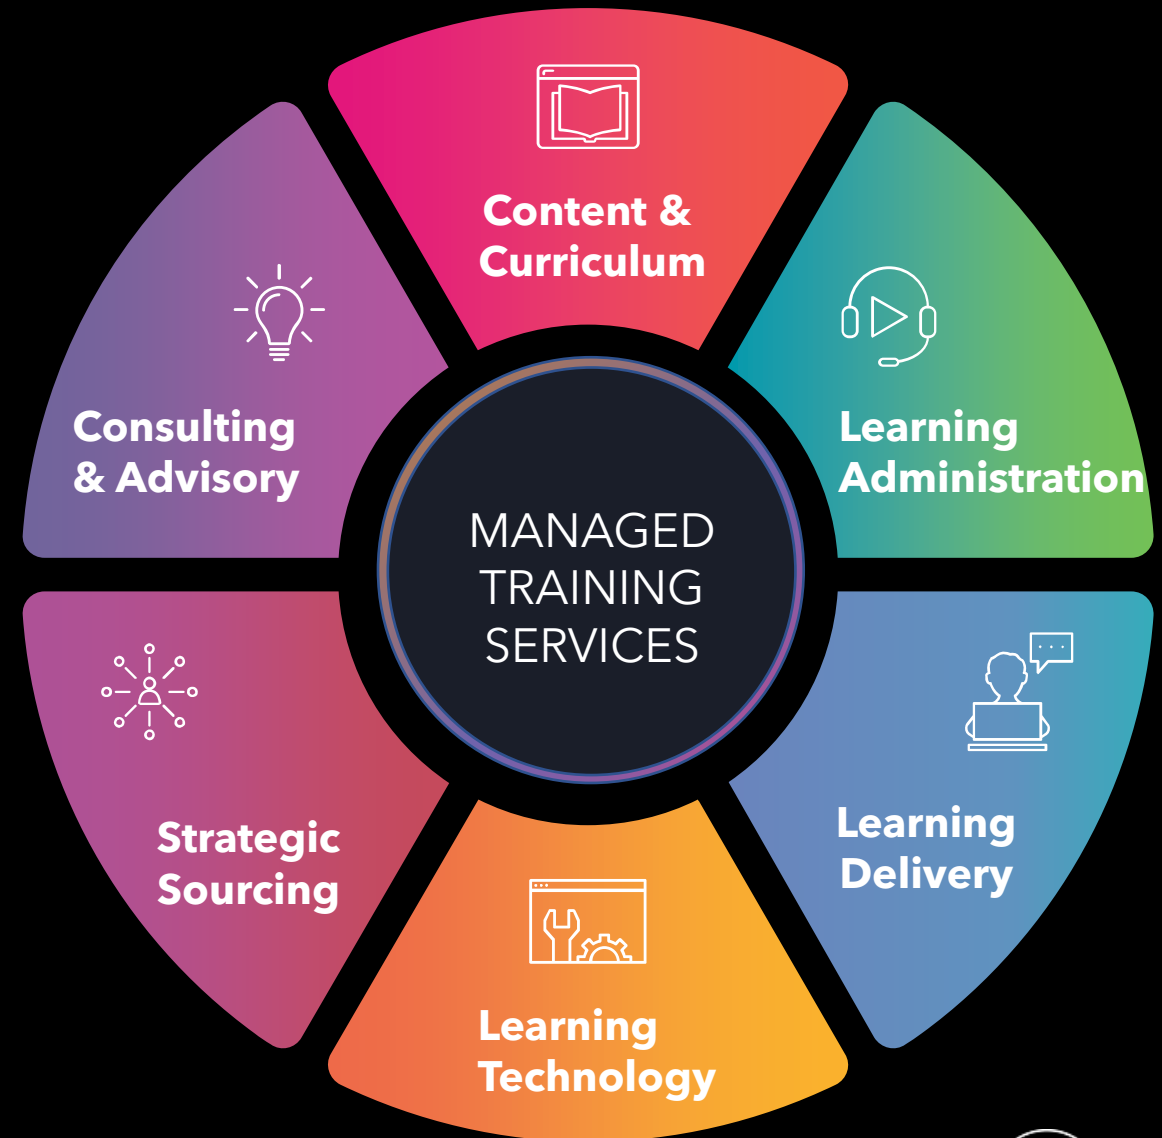 Content &
Curriculum
Learning
Administration
Learning
Delivery
Learning
Technology
Strategic
Sourcing
Consulting
& Advisory
MANAGED
TRAINING
SERVICES